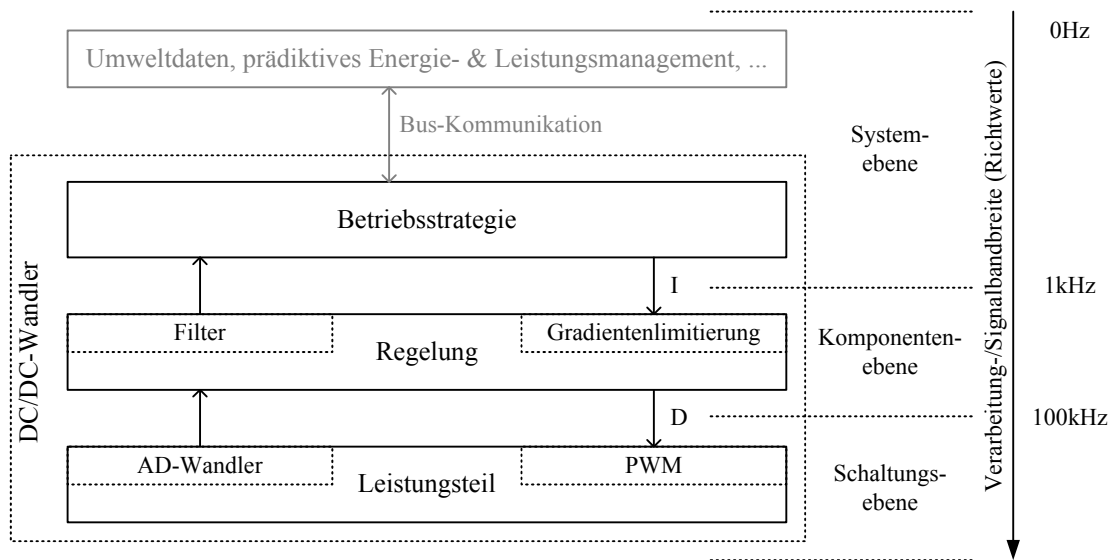 0Hz
Umweltdaten, prädiktives Energie- & Leistungsmanagement, ...
Bus-Kommunikation
System-
ebene
Betriebsstrategie
I
1kHz
Filter
Gradientenlimitierung
Regelung
Komponenten-
ebene
D
100kHz
AD-Wandler
PWM
Leistungsteil
Schaltungs-
ebene
DC/DC-Wandler
Verarbeitung-/Signalbandbreite (Richtwerte)